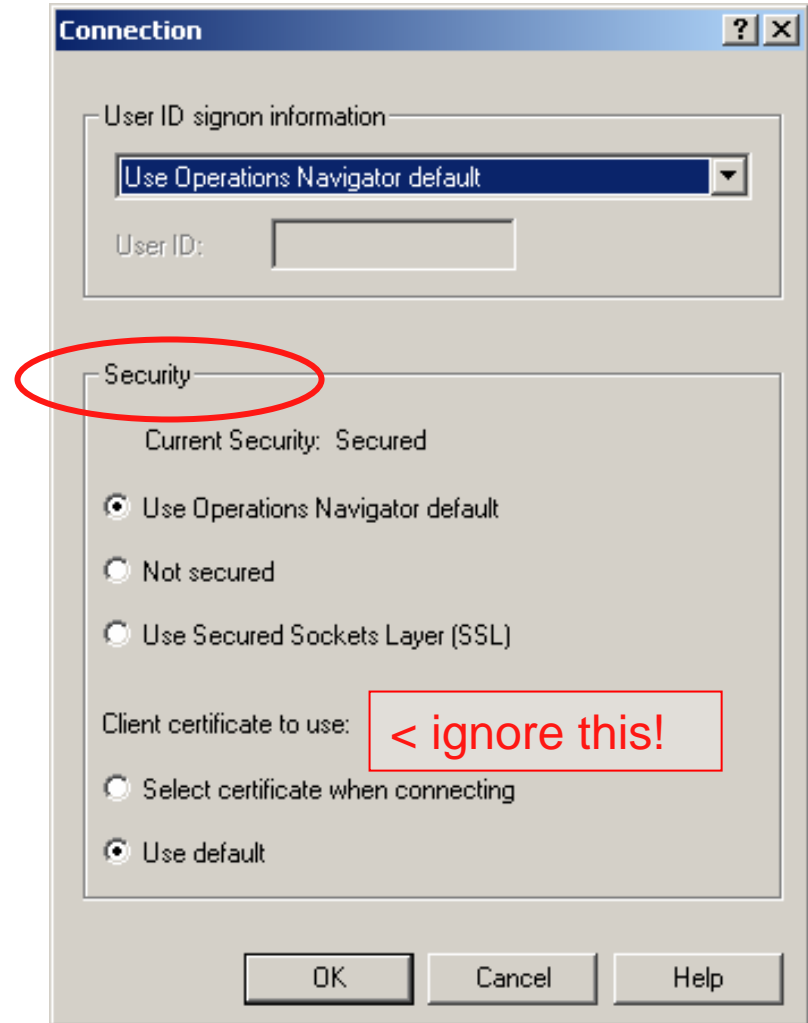 Connection
User ID signon information
Use Operations Navigator default
User ID:
Security
Current Security: Secured
Use Operations Navigator default
Not secured
Use Secured Sockets Layer (SSL)
Client certificate to use:
< ignore this!
Select certificate when connecting
Use default
OK Cancel Help